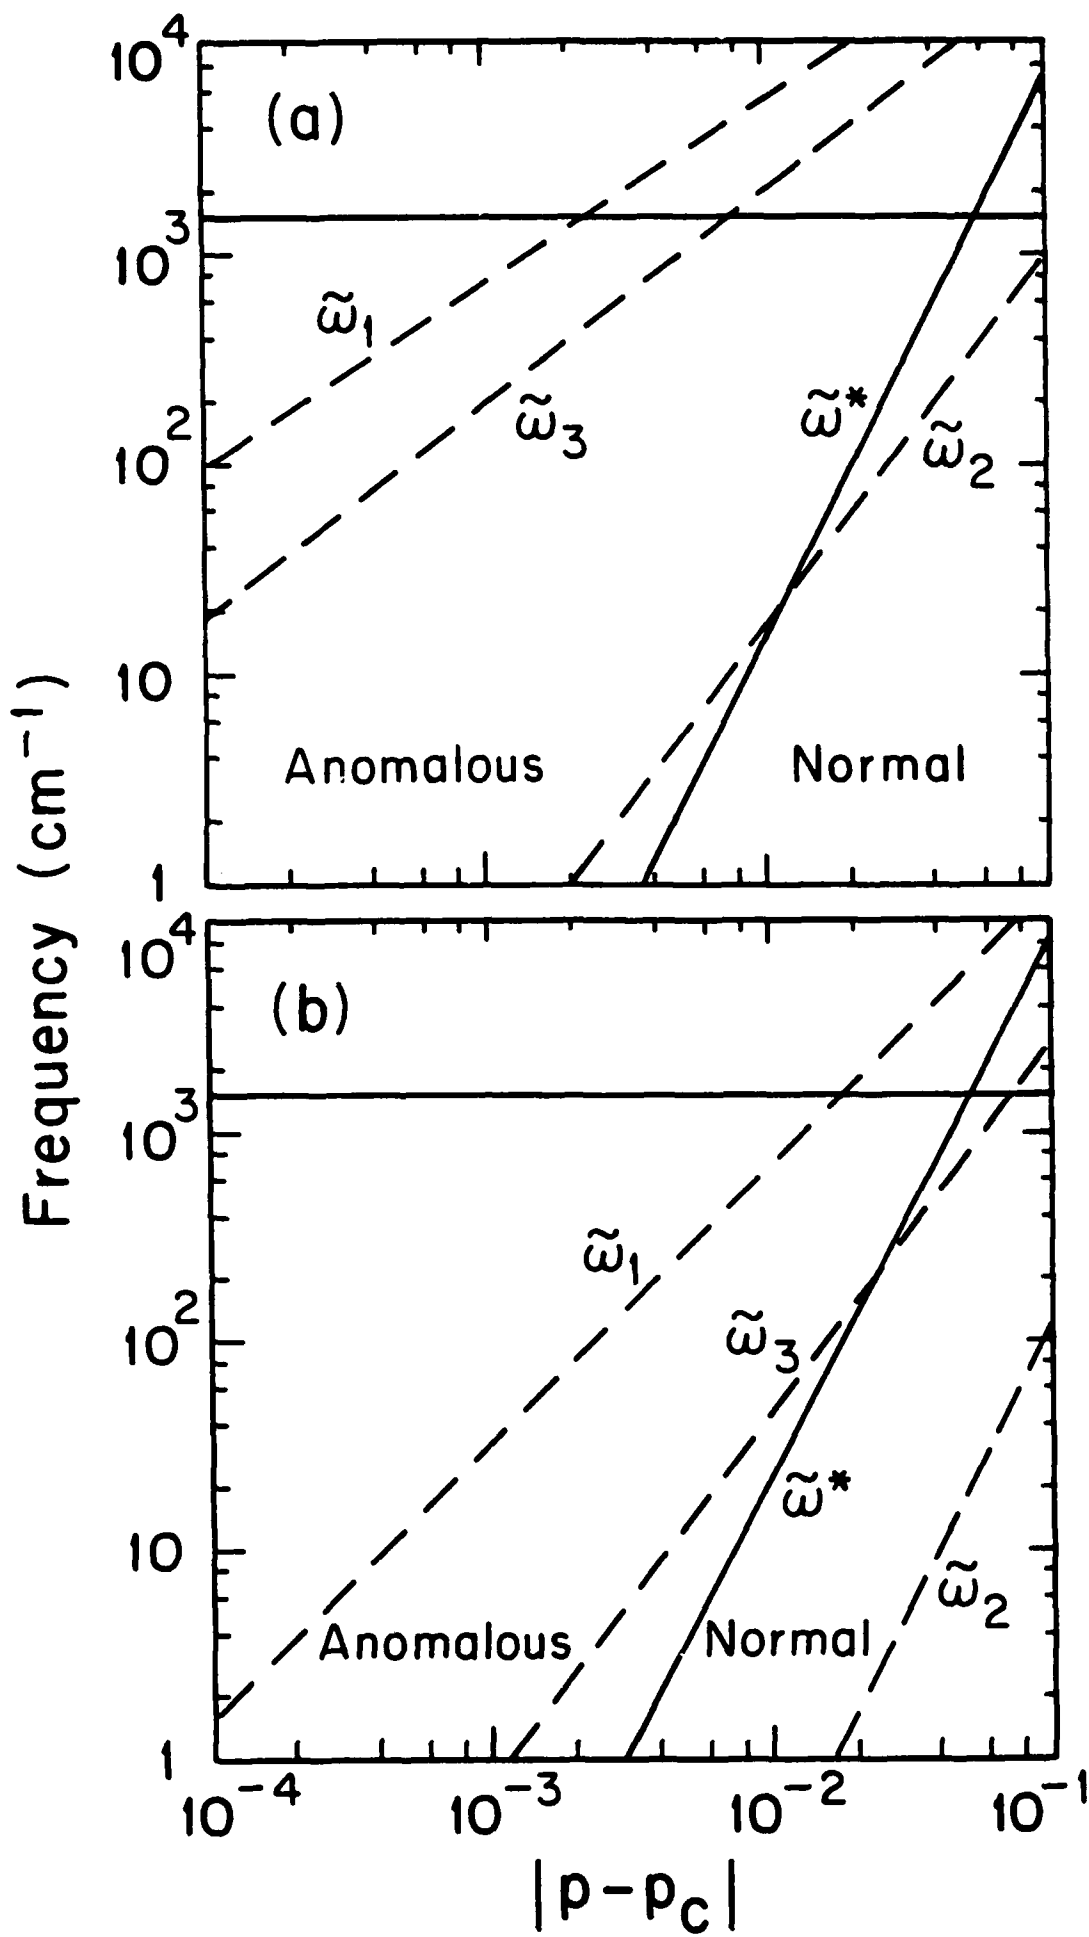 (a)
10⁴
10³
10²
10
1
ω̃₁
ω̃₃
ω̃*
ω̃₂
Anomalous
Normal
Frequency (cm⁻¹)
(b)
10⁴
10³
10²
10
1
ω̃₁
ω̃₃
ω̃*
ω̃₂
Anomalous
Normal
10⁻⁴
10⁻³
10⁻²
10⁻¹
|p-p_C|